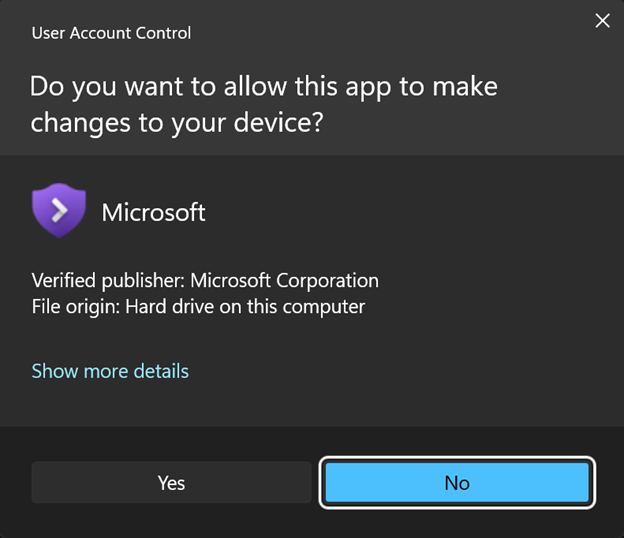 User Account Control
Do you want to allow this app to make
changes to your device?
Microsoft
Verified publisher: Microsoft Corporation
File origin: Hard drive on this computer
Show more details
Yes
No